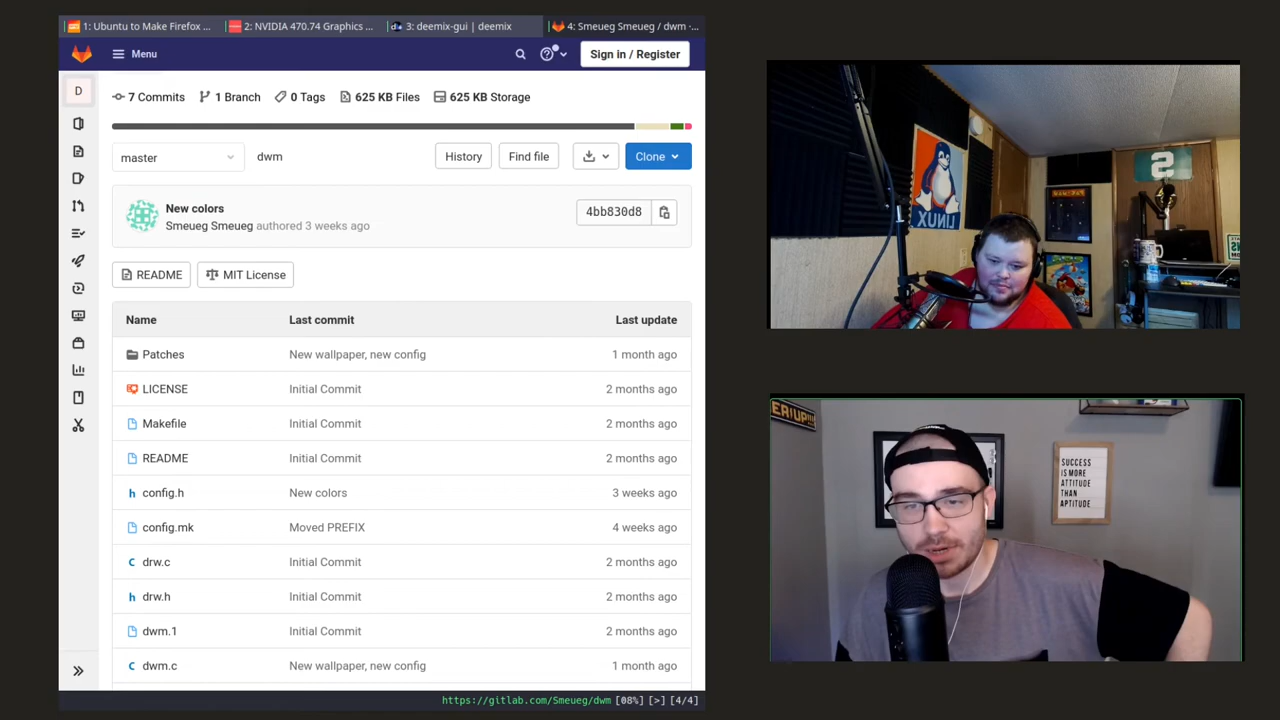 1: Ubuntu to Make Firefox ...
2: NVIDIA 470.74 Graphics ...
3: deemix-gui | deemix
4: Smeueg Smeueg / dwm ·...
Menu
Sign in / Register
D
7 Commits
1 Branch
0 Tags
625 KB Files
625 KB Storage
master
dwm
History
Find file
Clone
New colors
Smeueg Smeueg authored 3 weeks ago
4bb830d8
README
MIT License
Name Last commit Last update
Patches New wallpaper, new config 1 month ago
LICENSE Initial Commit 2 months ago
Makefile Initial Commit 2 months ago
README Initial Commit 2 months ago
h config.h New colors 3 weeks ago
config.mk Moved PREFIX 4 weeks ago
C drw.c Initial Commit 2 months ago
h drw.h Initial Commit 2 months ago
dwm.1 Initial Commit 2 months ago
C dwm.c New wallpaper, new config 1 month ago
https://gitlab.com/Smeueg/dwm [08%] [>] [4/4]
LINUX
S
ER!UP!!
SUCCESS
IS MORE
ATTITUDE
THAN
APTITUDE